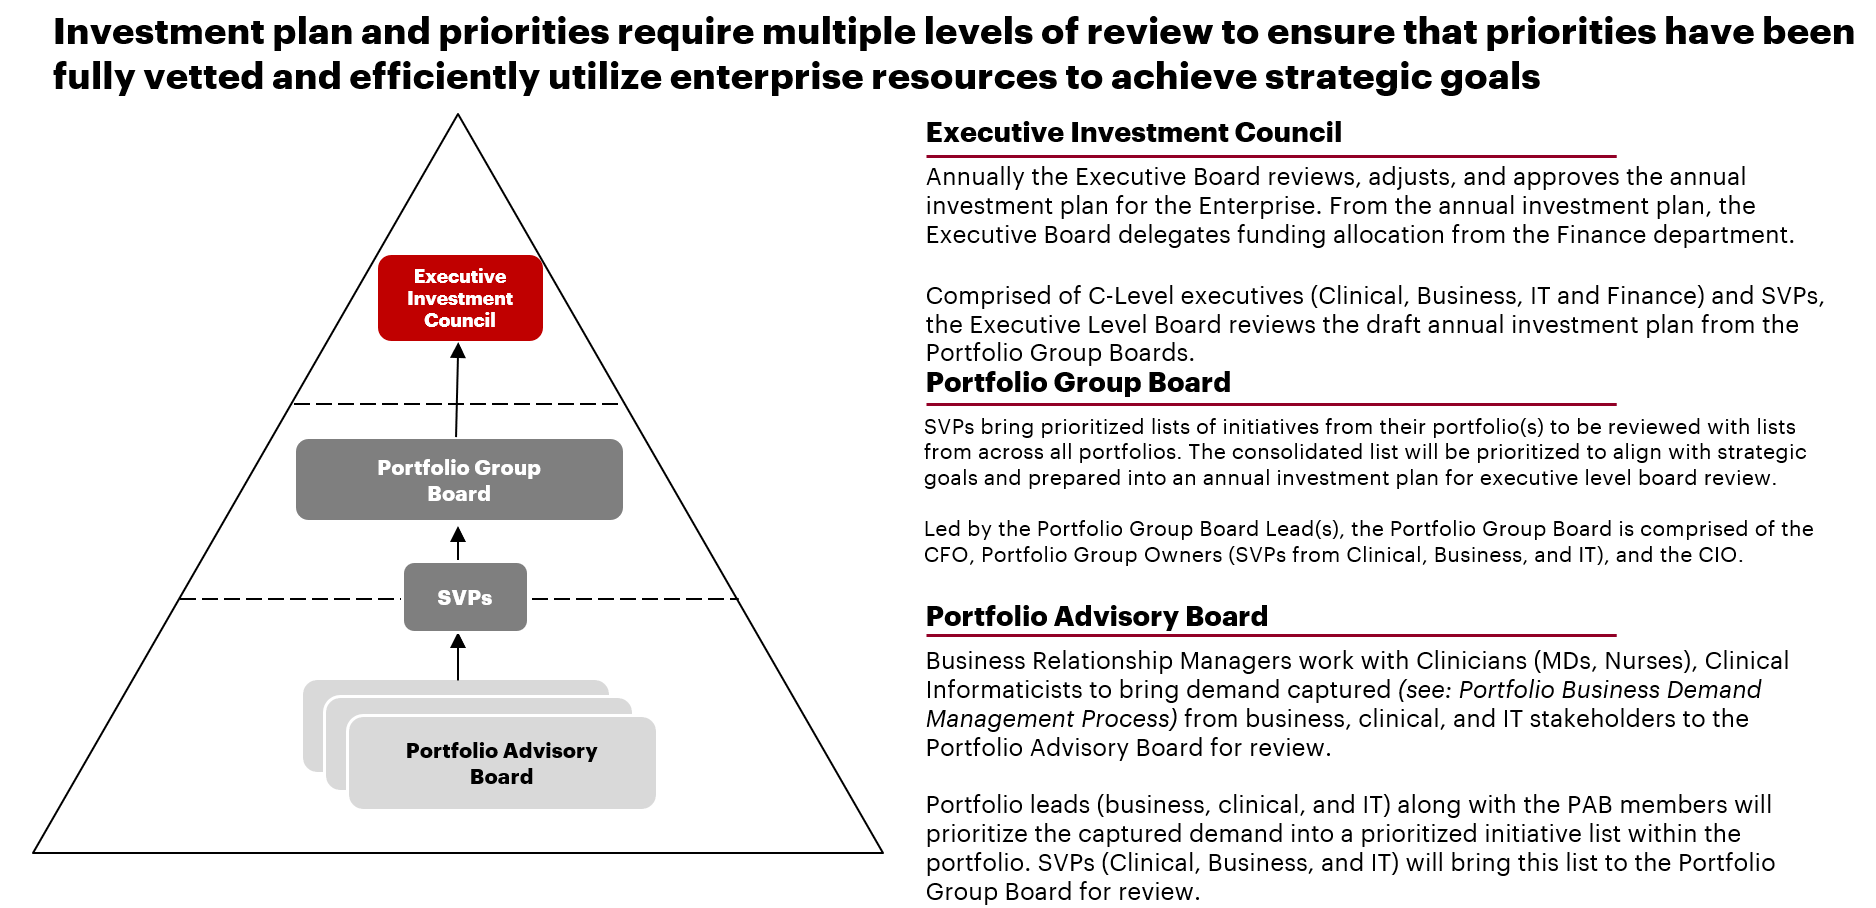 Investment plan and priorities require multiple levels of review to ensure that priorities have been
fully vetted and efficiently utilize enterprise resources to achieve strategic goals
Executive
Investment
Council
Portfolio Group
Board
SVPs
Portfolio Advisory
Board
Executive Investment Council
Annually the Executive Board reviews, adjusts, and approves the annual
investment plan for the Enterprise. From the annual investment plan, the
Executive Board delegates funding allocation from the Finance department.
Comprised of C-Level executives (Clinical, Business, IT and Finance) and SVPs,
the Executive Level Board reviews the draft annual investment plan from the
Portfolio Group Boards.
Portfolio Group Board
SVPs bring prioritized lists of initiatives from their portfolio(s) to be reviewed with lists
from across all portfolios. The consolidated list will be prioritized to align with strategic
goals and prepared into an annual investment plan for executive level board review.
Led by the Portfolio Group Board Lead(s), the Portfolio Group Board is comprised of the
CFO, Portfolio Group Owners (SVPs from Clinical, Business, and IT), and the CIO.
Portfolio Advisory Board
Business Relationship Managers work with Clinicians (MDs, Nurses), Clinical
Informaticists to bring demand captured (see: Portfolio Business Demand
Management Process) from business, clinical, and IT stakeholders to the
Portfolio Advisory Board for review.
Portfolio leads (business, clinical, and IT) along with the PAB members will
prioritize the captured demand into a prioritized initiative list within the
portfolio. SVPs (Clinical, Business, and IT) will bring this list to the Portfolio
Group Board for review.